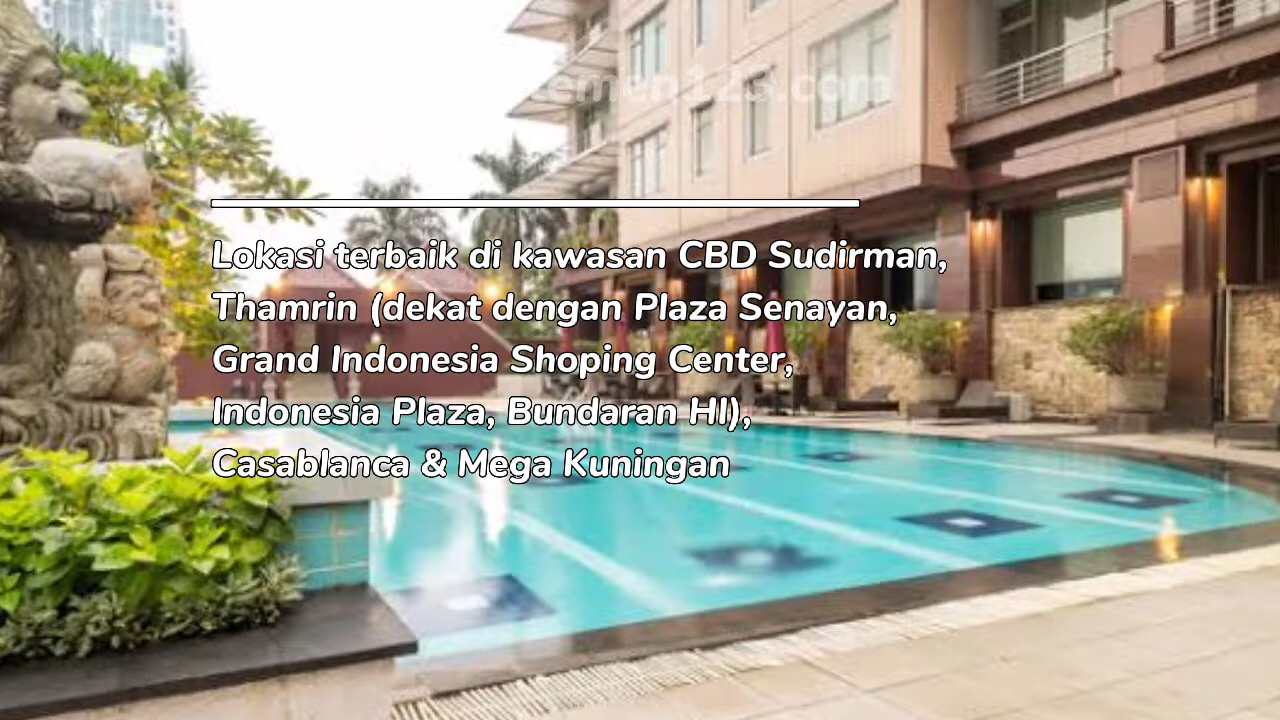 Lokasi terbaik di kawasan CBD Sudirman,
Thamrin (dekat dengan Plaza Senayan,
Grand Indonesia Shoping Center,
Indonesia Plaza, Bundaran HI),
Casablanca & Mega Kuningan